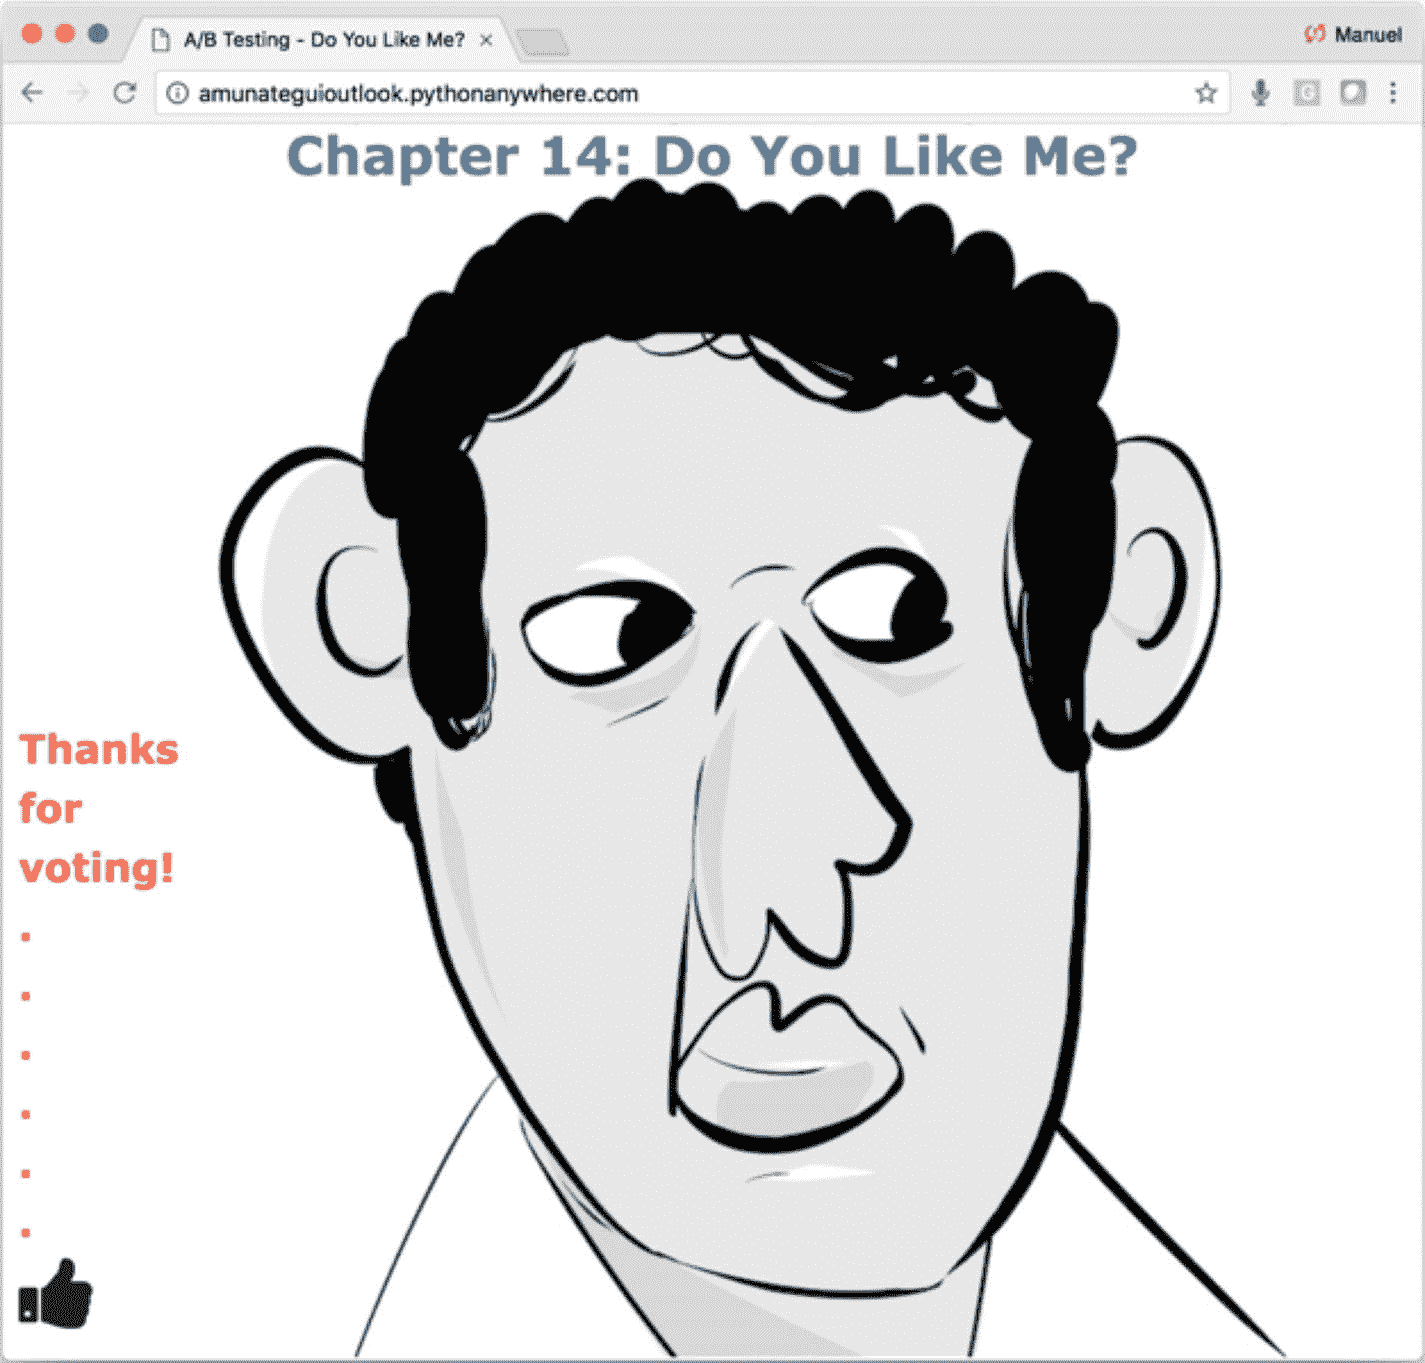 A/B Testing - Do You Like Me?
Manuel
amunateguioutlook.pythonanywhere.com
Chapter 14: Do You Like Me?
Thanks
for
voting!
.
.
.
.
.
.